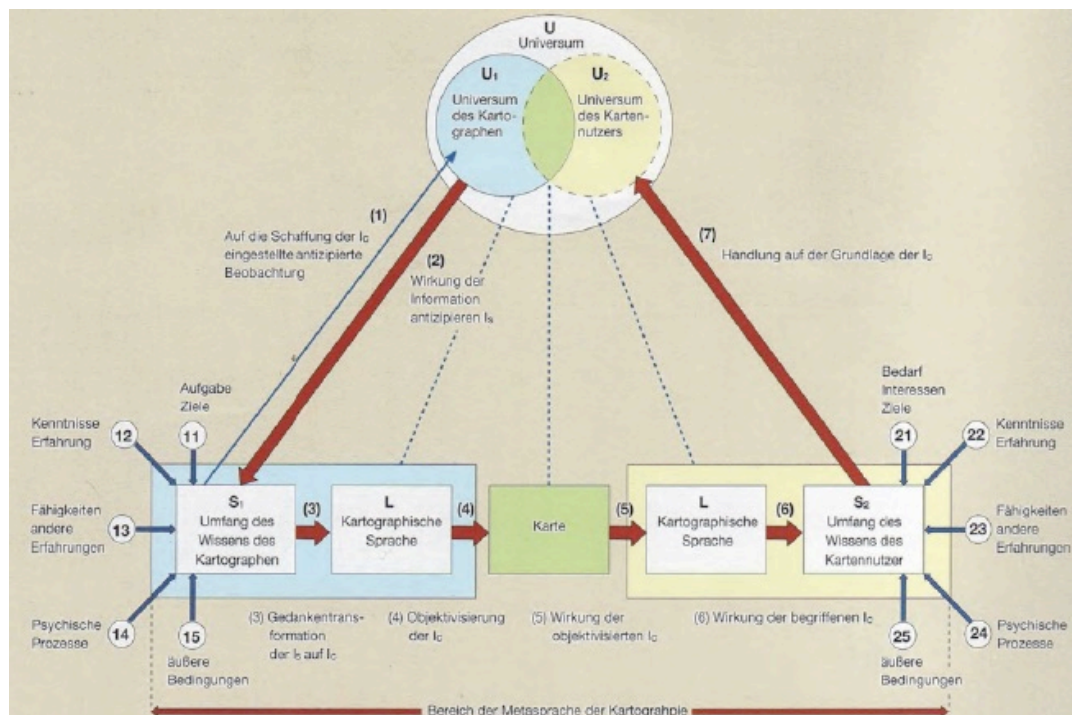 U
Universum
U1
Universum
des Karto-
graphen
U2
Universum
des Karten-
nutzers
(1)
Auf die Schaffung der Ic
eingestellte antizipierte
Beobachtung
(2)
Wirkung der
Information
antizipieren Is
(7)
Handlung auf der Grundlage der Ic
Kenntnisse
Erfahrung
12
Aufgabe
Ziele
11
Fähigkeiten
andere
Erfahrungen
13
Psychische
Prozesse
14
15
äußere
Bedingungen
S1
Umfang des
Wissens des
Kartographen
(3)
L
Kartographische
Sprache
(4)
Karte
(5)
L
Kartographische
Sprache
(6)
S2
Umfang des
Wissens des
Kartennutzer
Bedarf
Interessen
Ziele
21
22
Kenntnisse
Erfahrung
23
Fähigkeiten
andere
Erfahrungen
24
Psychische
Prozesse
25
äußere
Bedingungen
(3) Gedankentrans-
formation
der Is auf Ic
(4) Objektivisierung
der Ic
(5) Wirkung der
objektivisierten Ic
(6) Wirkung der begriffenen Ic
Bereich der Metasprache der Kartograhpie